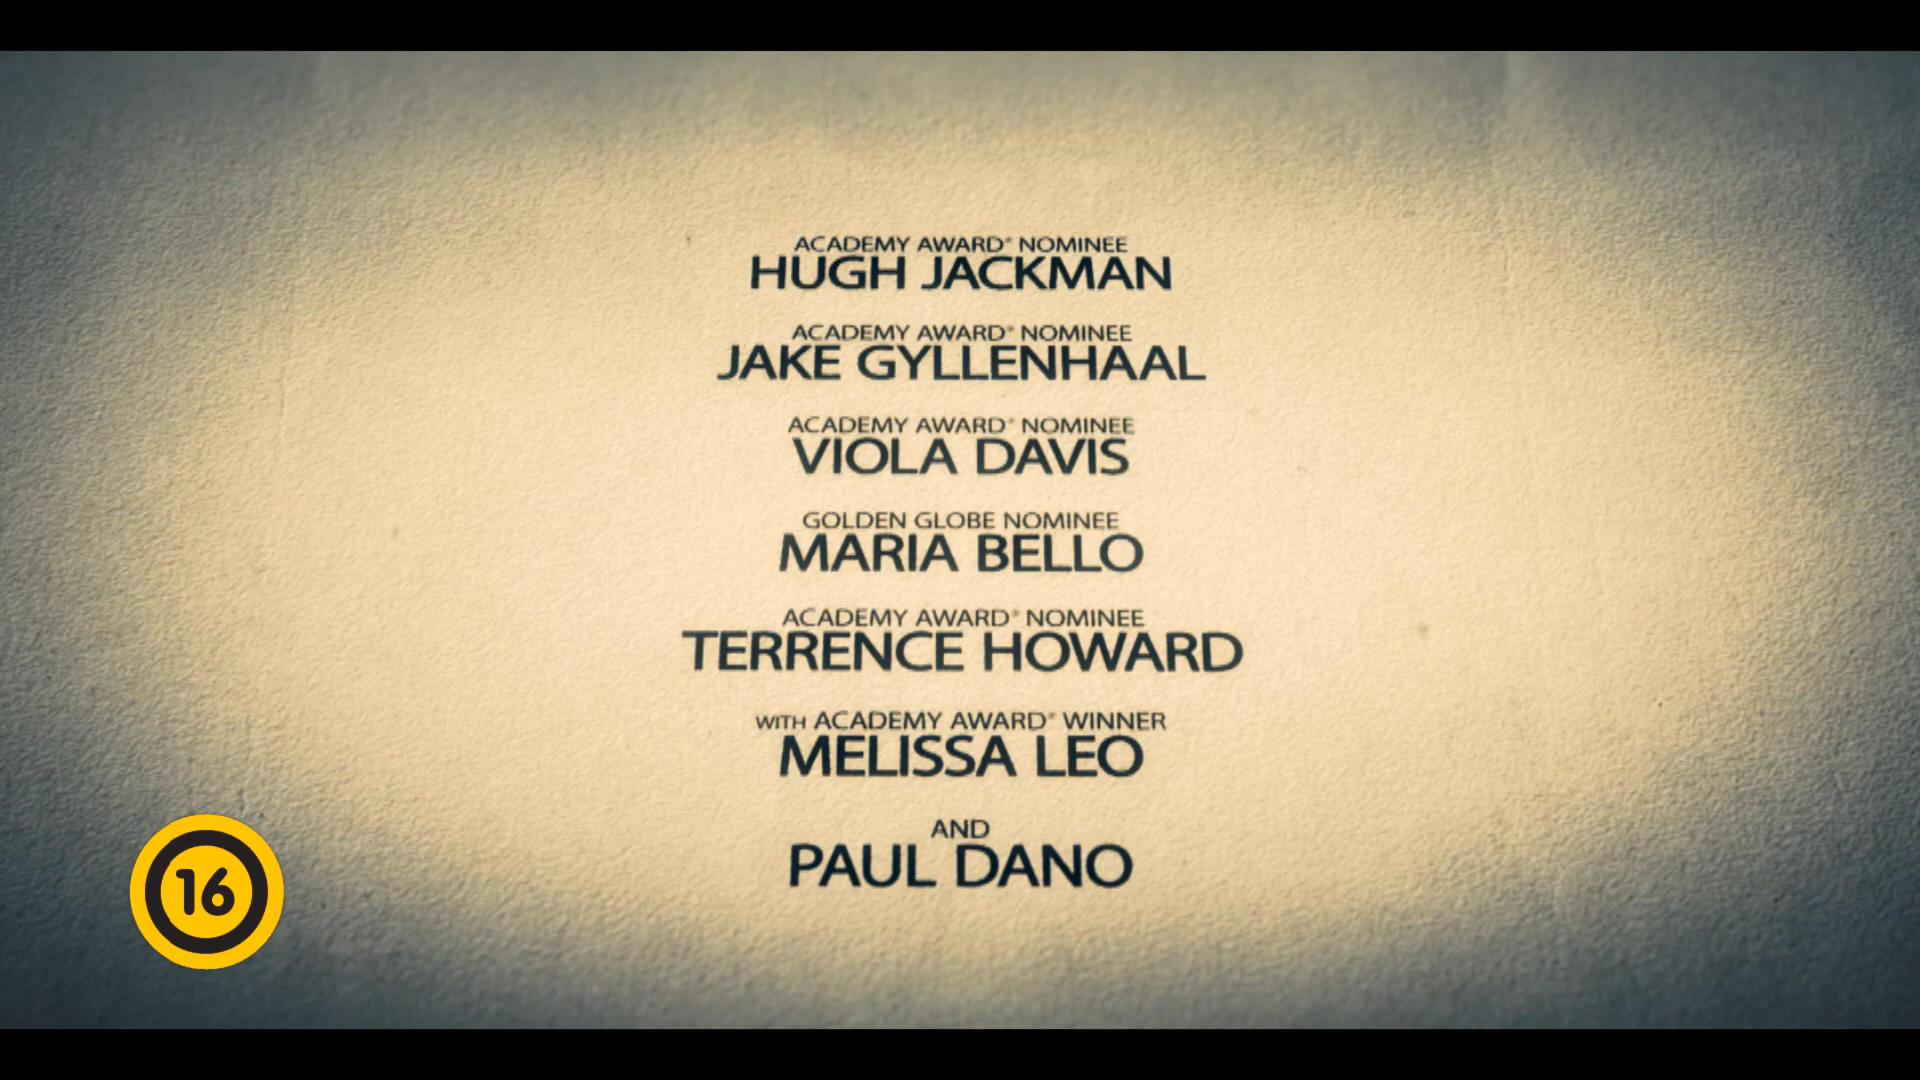 ACADEMY AWARD® NOMINEE
HUGH JACKMAN
ACADEMY AWARD® NOMINEE
JAKE GYLLENHAAL
ACADEMY AWARD® NOMINEE
VIOLA DAVIS
GOLDEN GLOBE NOMINEE
MARIA BELLO
ACADEMY AWARD® NOMINEE
TERRENCE HOWARD
WITH ACADEMY AWARD® WINNER
MELISSA LEO
AND
PAUL DANO
16